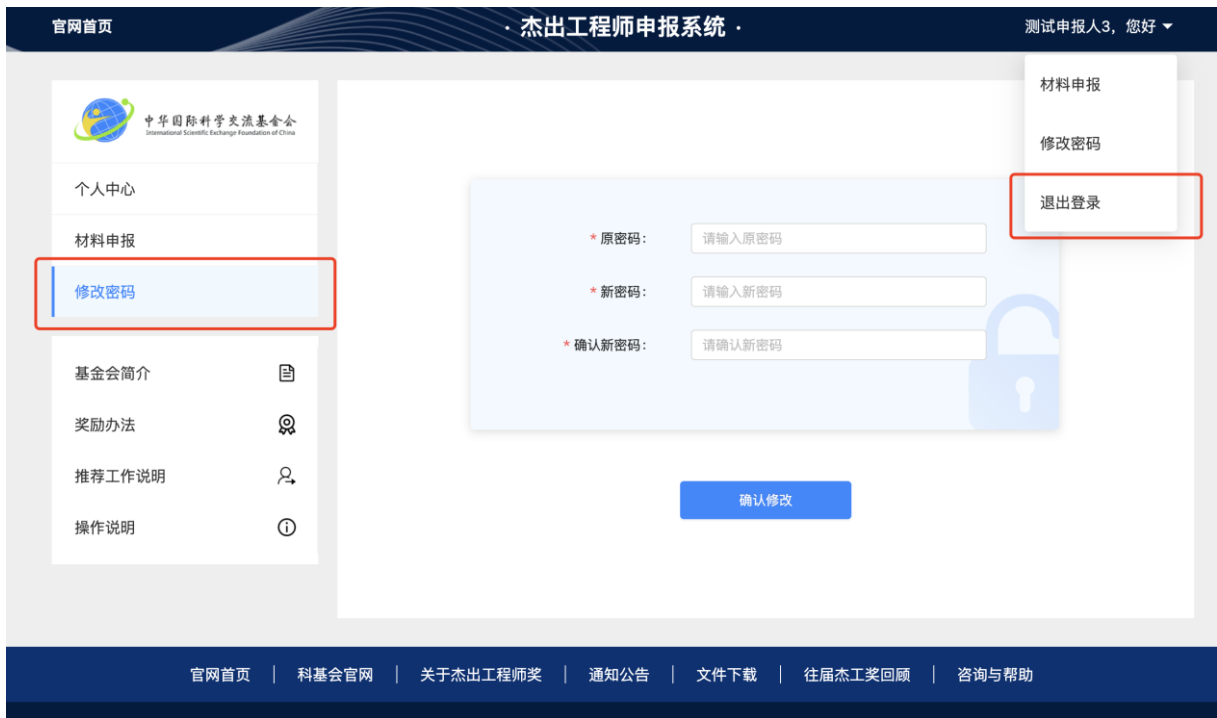 官网首页
· 杰出工程师申报系统 ·
测试申报人3，您好
材料申报
修改密码
退出登录
中华国际科学交流基金会
International Scientific Exchange Foundation of China
个人中心
材料申报
修改密码
基金会简介
奖励办法
推荐工作说明
操作说明
* 原密码： 请输入原密码
* 新密码： 请输入新密码
* 确认新密码： 请确认新密码
确认修改
官网首页 | 科基会官网 | 关于杰出工程师奖 | 通知公告 | 文件下载 | 往届杰工奖回顾 | 咨询与帮助